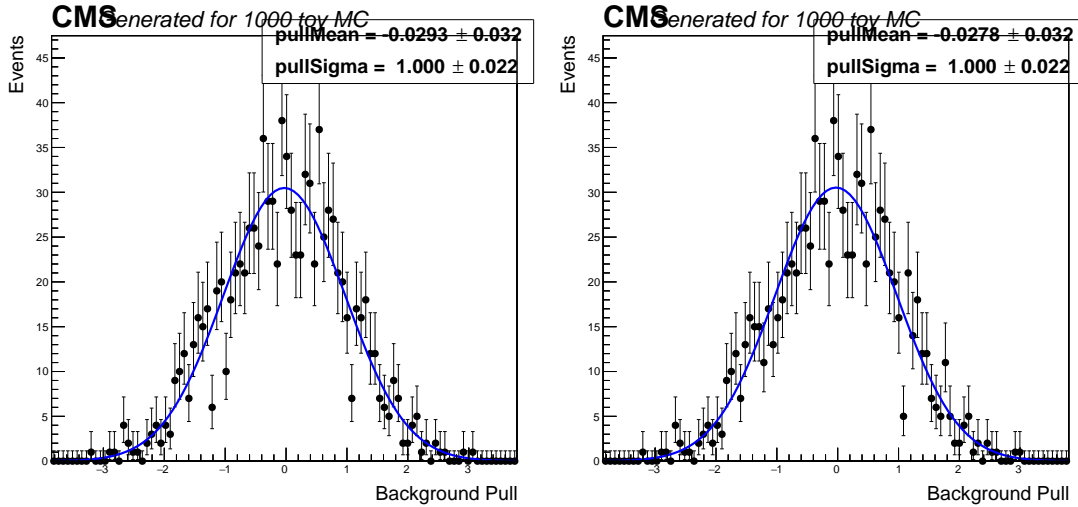 CMS Generated for 1000 toy MC
pullMean = -0.0293 ± 0.032
pullSigma = 1.000 ± 0.022
Events
45
40
35
30
25
20
15
10
5
0
−3 −2 −1 0 1 2 3
Background Pull
CMS Generated for 1000 toy MC
pullMean = -0.0278 ± 0.032
pullSigma = 1.000 ± 0.022
Events
45
40
35
30
25
20
15
10
5
0
−3 −2 −1 0 1 2 3
Background Pull